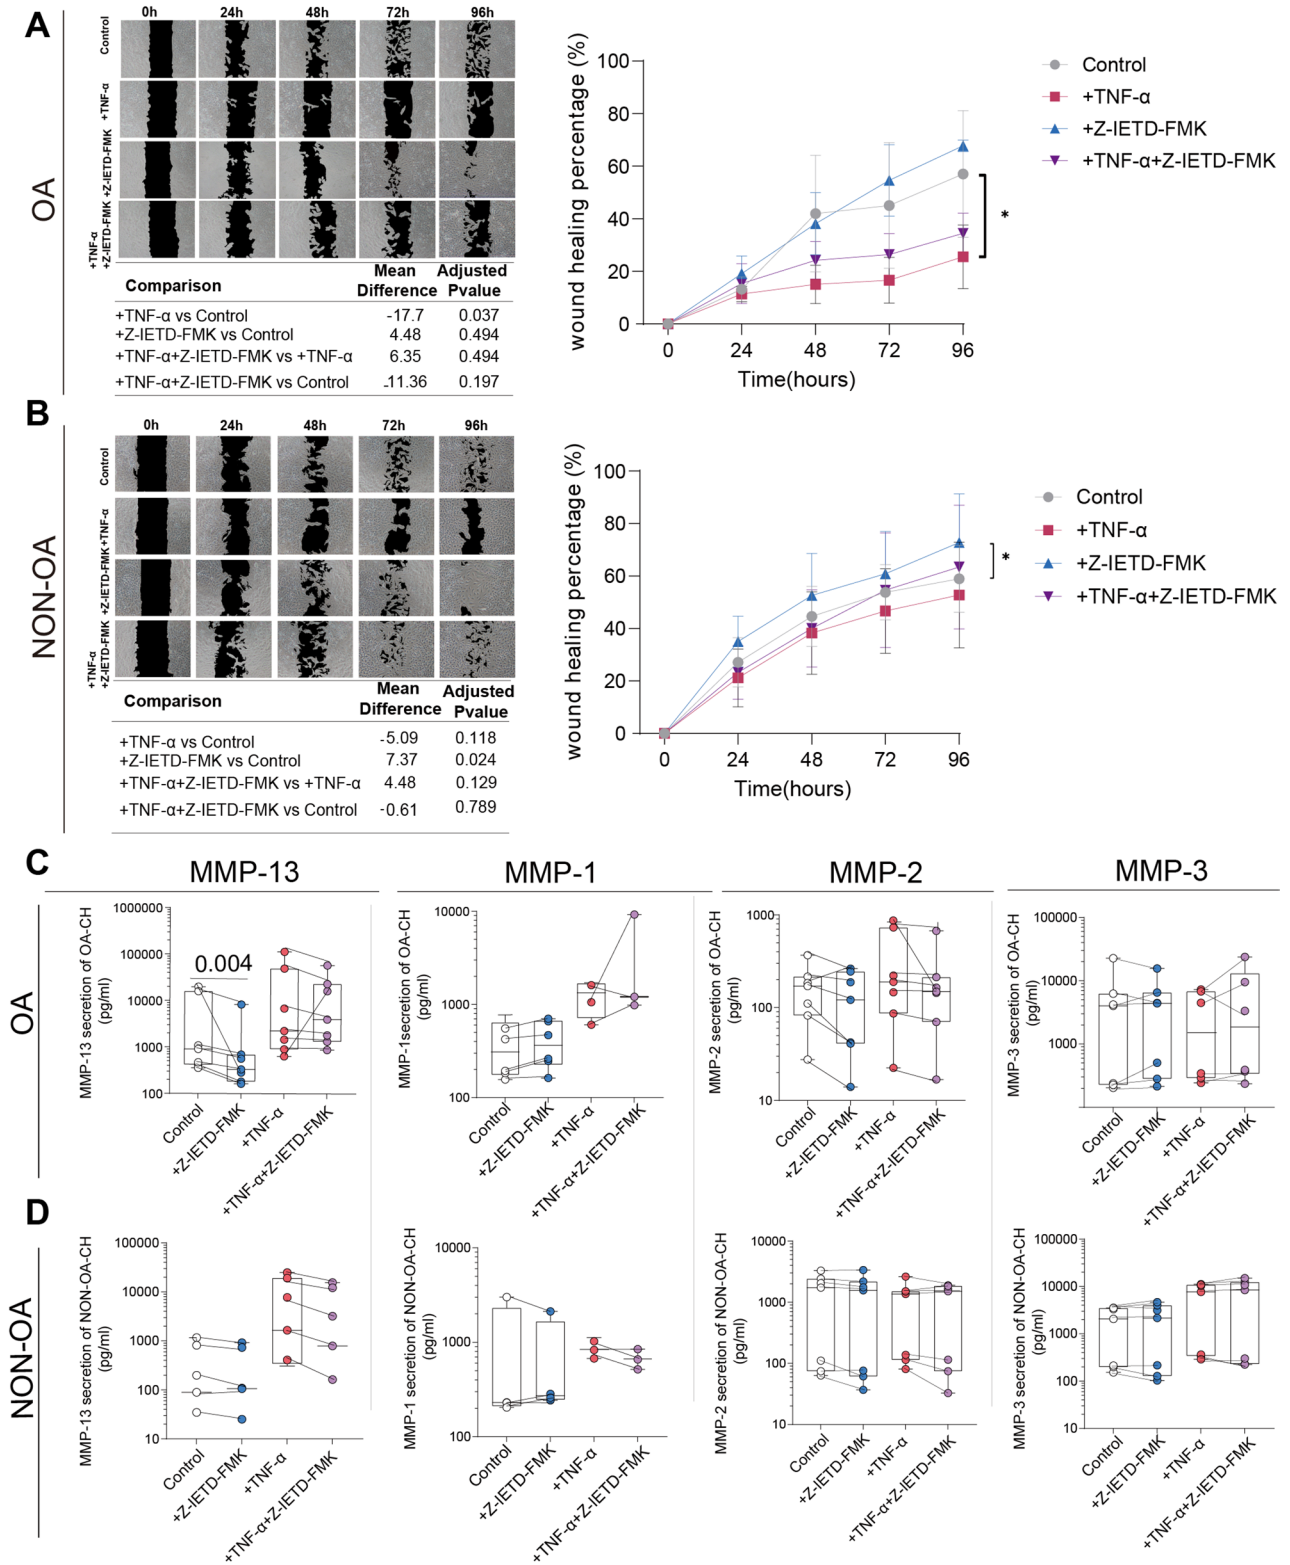 A
0h 24h 48h 72h 96h
Control
+TNF-α
+Z-IETD-FMK
+TNF-α
+Z-IETD-FMK
OA
Comparison Mean Difference Adjusted Pvalue
+TNF-α vs Control -17.7 0.037
+Z-IETD-FMK vs Control 4.48 0.494
+TNF-α+Z-IETD-FMK vs +TNF-α 6.35 0.494
+TNF-α+Z-IETD-FMK vs Control -11.36 0.197
wound healing percentage (%)
100
80
60
40
20
0
0 24 48 72 96
Time(hours)
Control
+TNF-α
+Z-IETD-FMK
+TNF-α+Z-IETD-FMK
*
B
0h 24h 48h 72h 96h
Control
+TNF-α
+Z-IETD-FMK
+TNF-α
+Z-IETD-FMK
NON-OA
Comparison Mean Difference Adjusted Pvalue
+TNF-α vs Control -5.09 0.118
+Z-IETD-FMK vs Control 7.37 0.024
+TNF-α+Z-IETD-FMK vs +TNF-α 4.48 0.129
+TNF-α+Z-IETD-FMK vs Control -0.61 0.789
wound healing percentage (%)
100
80
60
40
20
0
0 24 48 72 96
Time(hours)
Control
+TNF-α
+Z-IETD-FMK
+TNF-α+Z-IETD-FMK
*
C
MMP-13 MMP-1 MMP-2 MMP-3
OA
MMP-13 secretion of OA-CH
(pg/ml)
1000000
100000
10000
1000
100
0.004
Control
+Z-IETD-FMK
+TNF-α
+TNF-α+Z-IETD-FMK
MMP-1secretion of OA-CH
(pg/ml)
10000
1000
100
Control
+Z-IETD-FMK
+TNF-α
+TNF-α+Z-IETD-FMK
MMP-2 secretion of OA-CH
(pg/ml)
1000
100
10
Control
+Z-IETD-FMK
+TNF-α
+TNF-α+Z-IETD-FMK
MMP-3 secretion of OA-CH
(pg/ml)
100000
10000
1000
Control
+Z-IETD-FMK
+TNF-α
+TNF-α+Z-IETD-FMK
D
NON-OA
MMP-13 secretion of NON-OA-CH
(pg/ml)
100000
10000
1000
100
10
Control
+Z-IETD-FMK
+TNF-α
+TNF-α+Z-IETD-FMK
MMP-1 secretion of NON-OA-CH
(pg/ml)
10000
1000
100
Control
+Z-IETD-FMK
+TNF-α
+TNF-α+Z-IETD-FMK
MMP-2 secretion of NON-OA-CH
(pg/ml)
10000
1000
100
10
Control
+Z-IETD-FMK
+TNF-α
+TNF-α+Z-IETD-FMK
MMP-3 secretion of NON-OA-CH
(pg/ml)
100000
10000
1000
100
10
Control
+Z-IETD-FMK
+TNF-α
+TNF-α+Z-IETD-FMK